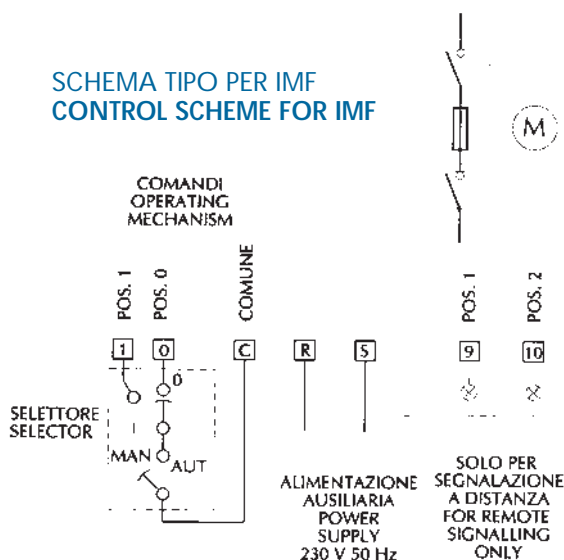 SCHEMA TIPO PER IMF
CONTROL SCHEME FOR IMF
M
COMANDI
OPERATING
MECHANISM
POS. 1
POS. 0
COMUNE
POS. 1
POS. 2
1
0
C
R
S
9
10
0
SELETTORE
SELECTOR
MAN
AUT
ALIMENTAZIONE
AUSILIARIA
POWER
SUPPLY
230 V 50 Hz
SOLO PER
SEGNALAZIONE
A DISTANZA
FOR REMOTE
SIGNALLING
ONLY